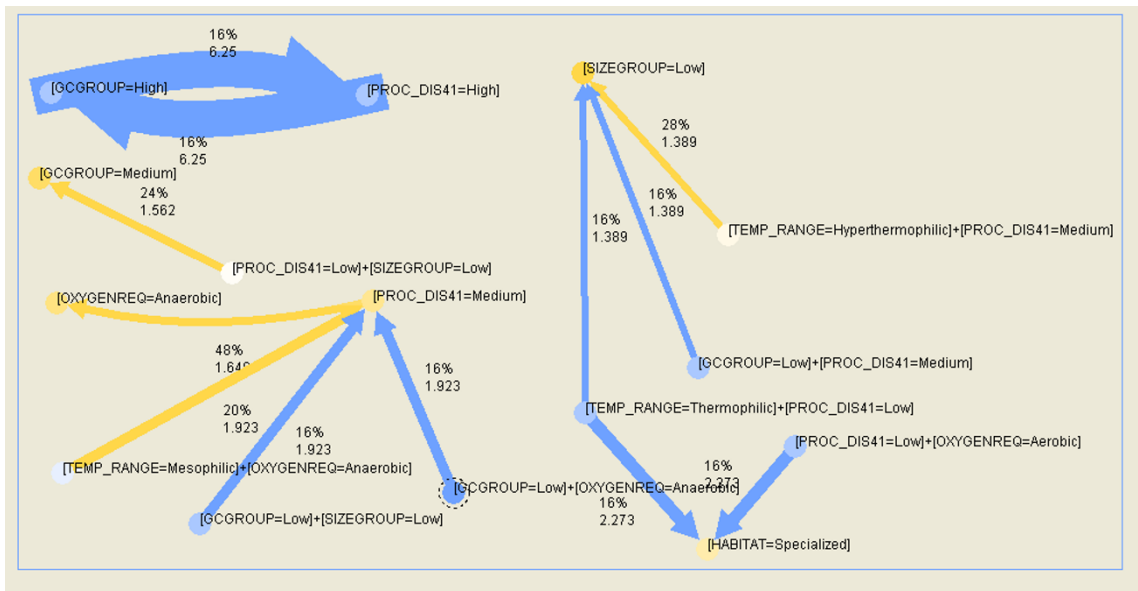 16%
6.25
[GCGROUP=High]
[PROC_DIS41=High]
16%
6.25
[GCGROUP=Medium]
24%
1.562
[PROC_DIS41=Low]+[SIZEGROUP=Low]
[OXYGENREQ=Anaerobic]
[PROC_DIS41=Medium]
48%
1.649
16%
1.923
20%
1.923
16%
1.923
[TEMP_RANGE=Mesophilic]+[OXYGENREQ=Anaerobic]
[GCGROUP=Low]+[OXYGENREQ=Anaerobic]
[GCGROUP=Low]+[SIZEGROUP=Low]
[SIZEGROUP=Low]
28%
1.389
16%
1.389
16%
1.389
[TEMP_RANGE=Hyperthermophilic]+[PROC_DIS41=Medium]
[GCGROUP=Low]+[PROC_DIS41=Medium]
[TEMP_RANGE=Thermophilic]+[PROC_DIS41=Low]
[PROC_DIS41=Low]+[OXYGENREQ=Aerobic]
16%
2.273
16%
2.273
[HABITAT=Specialized]